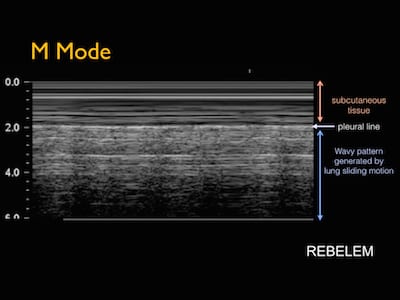 M Mode
0.0
subcutaneous
tissue
2.0
pleural line
Wavy pattern
generated by
lung sliding motion
4.0
6.0
REBELEM